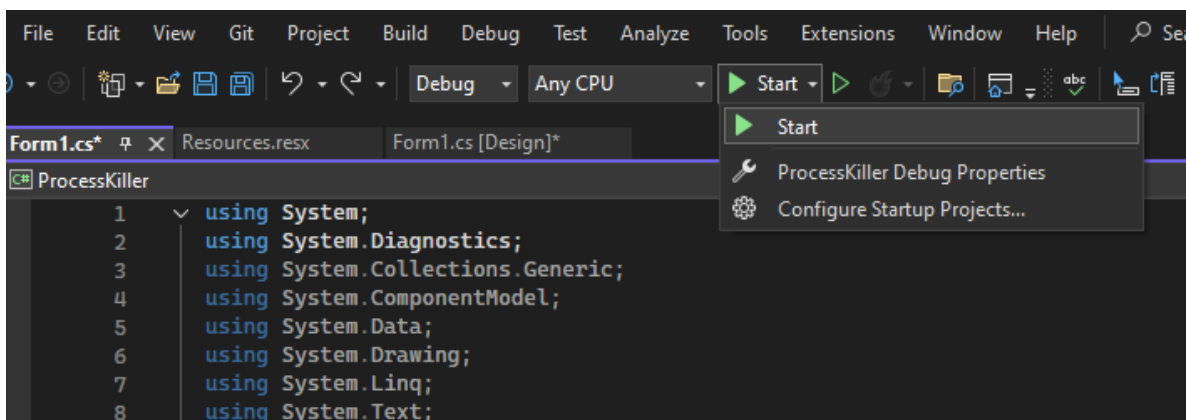 File Edit View Git Project Build Debug Test Analyze Tools Extensions Window Help
Debug Any CPU Start abc
Start
Form1.cs* Resources.resx Form1.cs [Design]*
ProcessKiller Debug Properties
C# ProcessKiller
Configure Startup Projects...
1 using System;
2 using System.Diagnostics;
3 using System.Collections.Generic;
4 using System.ComponentModel;
5 using System.Data;
6 using System.Drawing;
7 using System.Linq;
8 using System.Text;